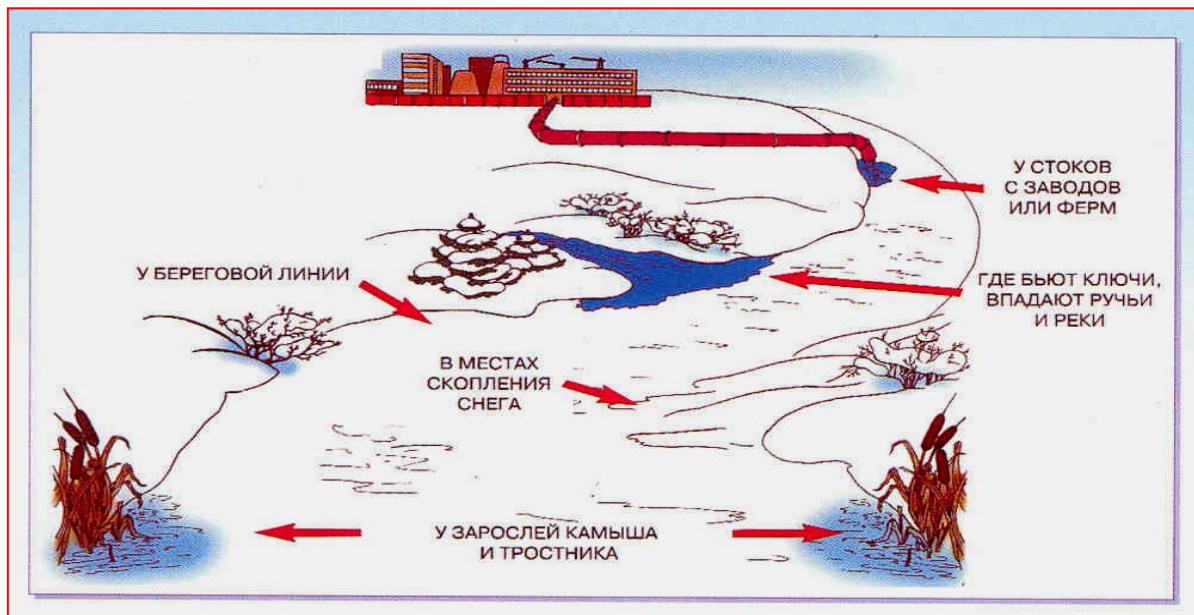 У СТОКОВ
С ЗАВОДОВ
ИЛИ ФЕРМ
У БЕРЕГОВОЙ ЛИНИИ
ГДЕ БЬЮТ КЛЮЧИ,
ВПАДАЮТ РУЧЬИ
И РЕКИ
В МЕСТАХ
СКОПЛЕНИЯ
СНЕГА
У ЗАРОСЛЕЙ КАМЫША
И ТРОСТНИКА